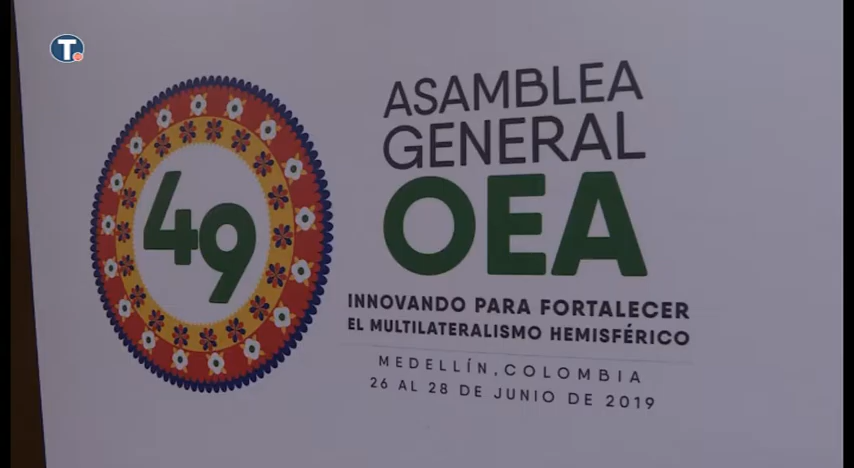 T
49
ASAMBLEA
GENERAL
OEA
INNOVANDO PARA FORTALECER
EL MULTILATERALISMO HEMISFÉRICO
MEDELLÍN, COLOMBIA
26 AL 28 DE JUNIO DE 2019